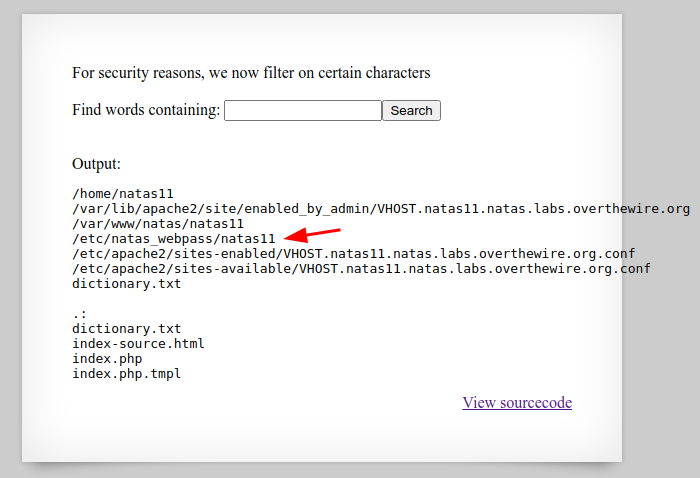 For security reasons, we now filter on certain characters
Find words containing: Search
Output:
/home/natas11
/var/lib/apache2/site/enabled_by_admin/VHOST.natas11.natas.labs.overthewire.org
/var/www/natas/natas11
/etc/natas_webpass/natas11
/etc/apache2/sites-enabled/VHOST.natas11.natas.labs.overthewire.org.conf
/etc/apache2/sites-available/VHOST.natas11.natas.labs.overthewire.org.conf
dictionary.txt
.:
dictionary.txt
index-source.html
index.php
index.php.tmpl
View sourcecode